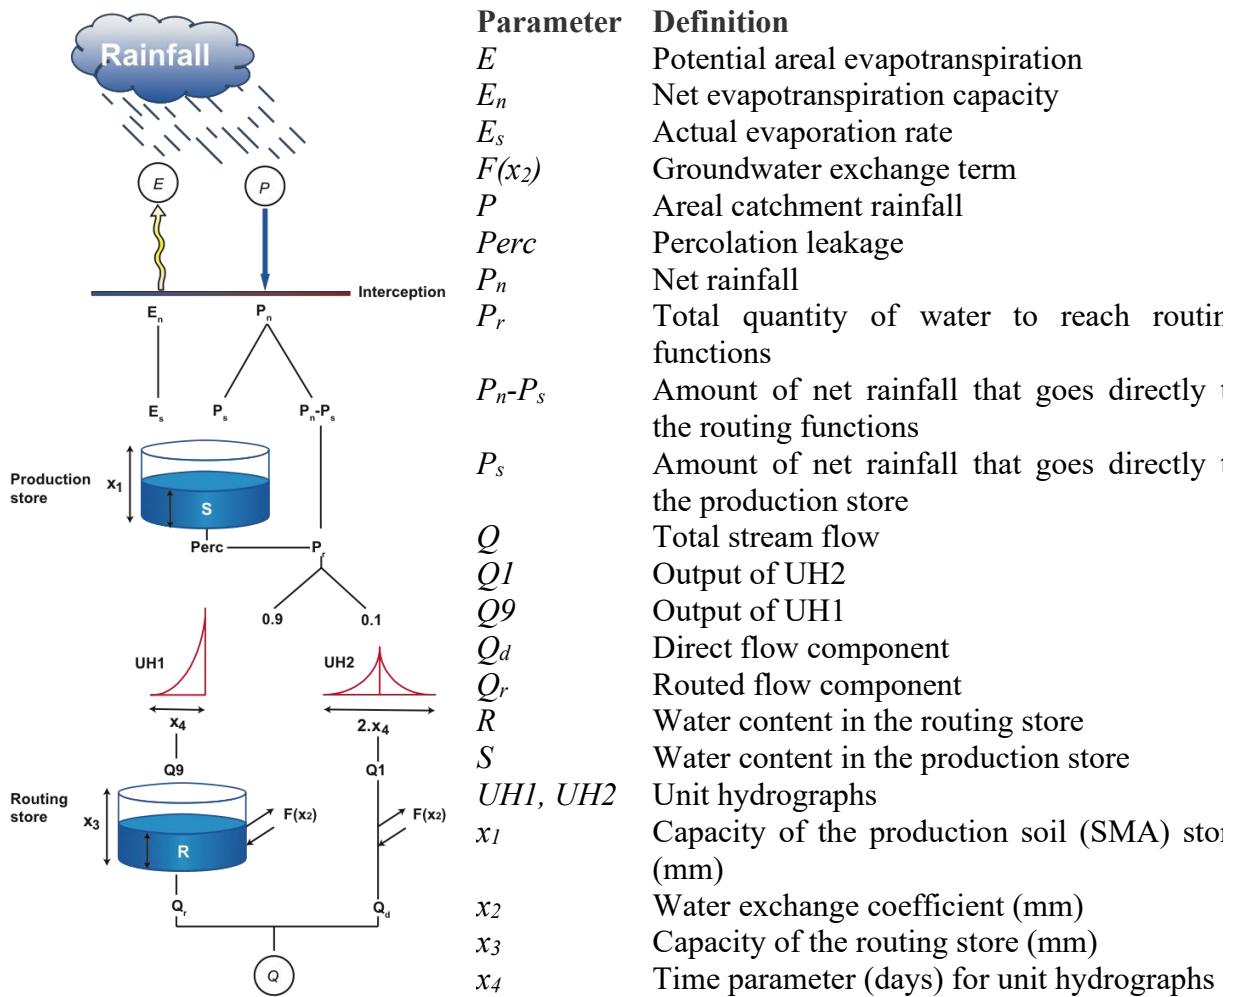 Rainfall
E
P
Interception
En
Pn
Es
Ps
Pn-Ps
Production
store
x1
S
Perc
Pr
0.9
0.1
UH1
UH2
x4
2.x4
Q9
Q1
Routing
store
x3
R
F(x2)
F(x2)
Qr
Qd
Q
Parameter Definition
E Potential areal evapotranspiration
En Net evapotranspiration capacity
Es Actual evaporation rate
F(x2) Groundwater exchange term
P Areal catchment rainfall
Perc Percolation leakage
Pn Net rainfall
Pr Total quantity of water to reach routin
functions
Pn-Ps Amount of net rainfall that goes directly
the routing functions
Ps Amount of net rainfall that goes directly
the production store
Q Total stream flow
Q1 Output of UH2
Q9 Output of UH1
Qd Direct flow component
Qr Routed flow component
R Water content in the routing store
S Water content in the production store
UH1, UH2 Unit hydrographs
x1 Capacity of the production soil (SMA) stor
(mm)
x2 Water exchange coefficient (mm)
x3 Capacity of the routing store (mm)
x4 Time parameter (days) for unit hydrographs